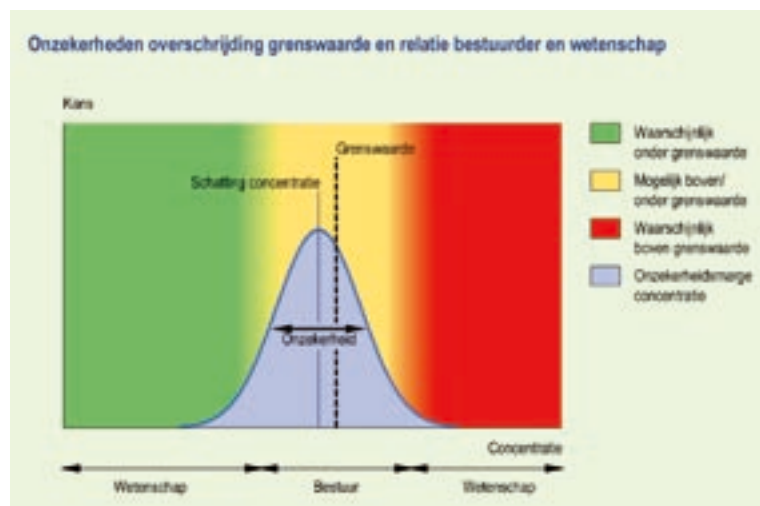 Onzekerheden overschrijding grenswaarde en relatie bestuurder en wetenschap
Kans
Grenswaarde
Schatting concentratie
Onzekerheid
Concentratie
Wetenschap
Bestuur
Wetenschap
Waarschijnlijk
onder grenswaarde
Mogelijk boven/
onder grenswaarde
Waarschijnlijk
boven grenswaarde
Onzekerheidsmarge
concentratie